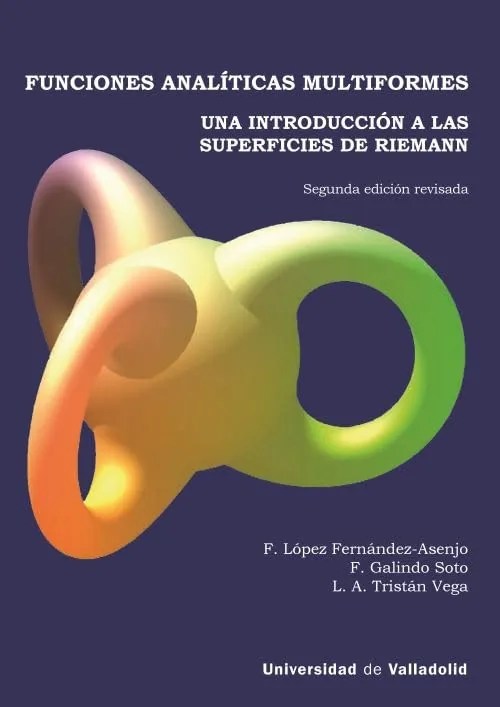 FUNCIONES ANALÍTICAS MULTIFORMES
UNA INTRODUCCIÓN A LAS
SUPERFICIES DE RIEMANN
Segunda edición revisada
F. López Fernández-Asenjo
F. Galindo Soto
L. A. Tristán Vega
Universidad de Valladolid